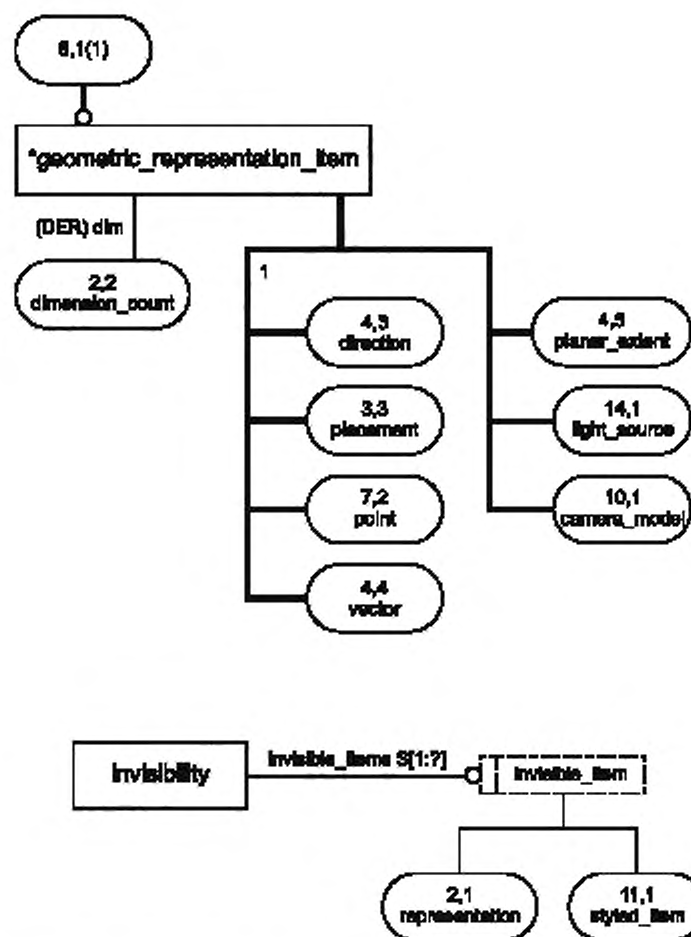 6,1(1)
*geometric_representation_item
(DER) dim
2,2
dimension_count
1
4,3
direction
3,3
placement
7,2
point
4,4
vector
4,5
planar_extent
14,1
light_source
10,1
camera_model
invisibility
invisible_items S[1:?]
invisible_item
2,1
representation
11,1
styled_item